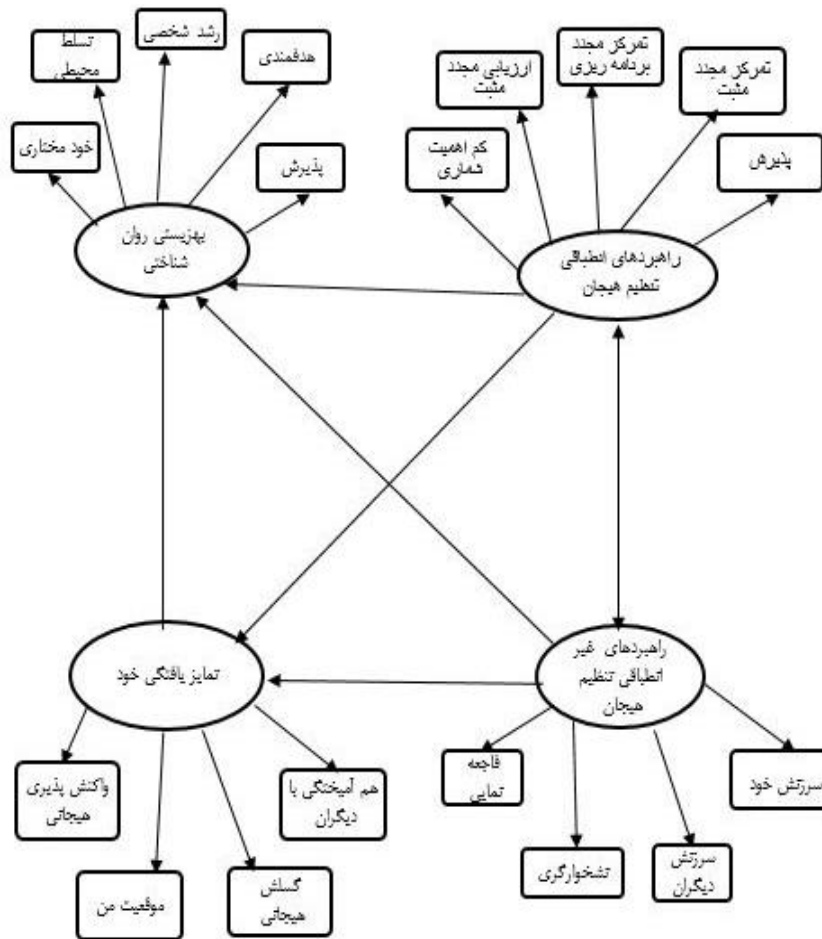 رشد شخصی
تسلط
محیطی
هدفمندی
خود مختاری
پذیرش
بهزیستی روان
شناختی
تمرکز مجدد
برنامه ریزی
ارزیابی مجدد
مثبت
تمرکز مجدد
مثبت
کم اهمیت
شماری
پذیرش
راهبردهای انطباقی
تنظیم هیجان
تمایز یافتگی خود
راهبردهای غیر
انطباقی تنظیم
هیجان
واکنش پذیری
هیجانی
موقعیت من
گسلش
هیجانی
هم آمیختگی با
دیگران
فاجعه
نمایی
نشخوارگری
سرزنش
دیگران
سرزنش خود